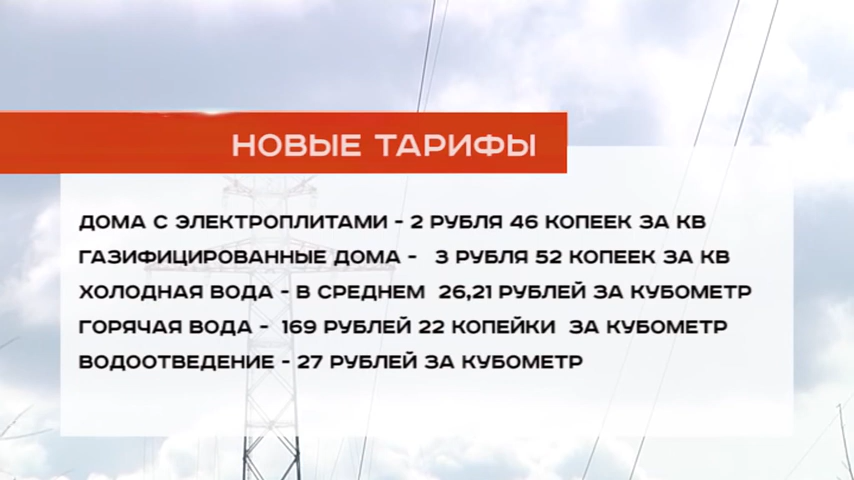 НОВЫЕ ТАРИФЫ
ДОМА С ЭЛЕКТРОПЛИТАМИ - 2 РУБЛЯ 46 КОПЕЕК ЗА КВ
ГАЗИФИЦИРОВАННЫЕ ДОМА - 3 РУБЛЯ 52 КОПЕЕК ЗА КВ
ХОЛОДНАЯ ВОДА - В СРЕДНЕМ 26,21 РУБЛЕЙ ЗА КУБОМЕТР
ГОРЯЧАЯ ВОДА - 169 РУБЛЕЙ 22 КОПЕЙКИ ЗА КУБОМЕТР
ВОДООТВЕДЕНИЕ - 27 РУБЛЕЙ ЗА КУБОМЕТР